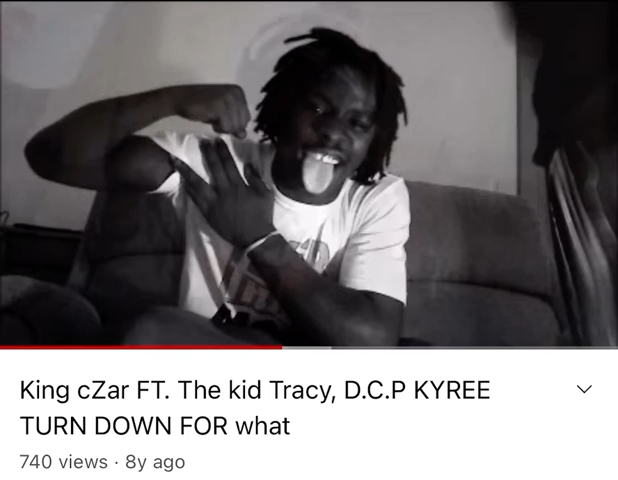 King cZar FT. The kid Tracy, D.C.P KYREE
TURN DOWN FOR what
740 views · 8y ago